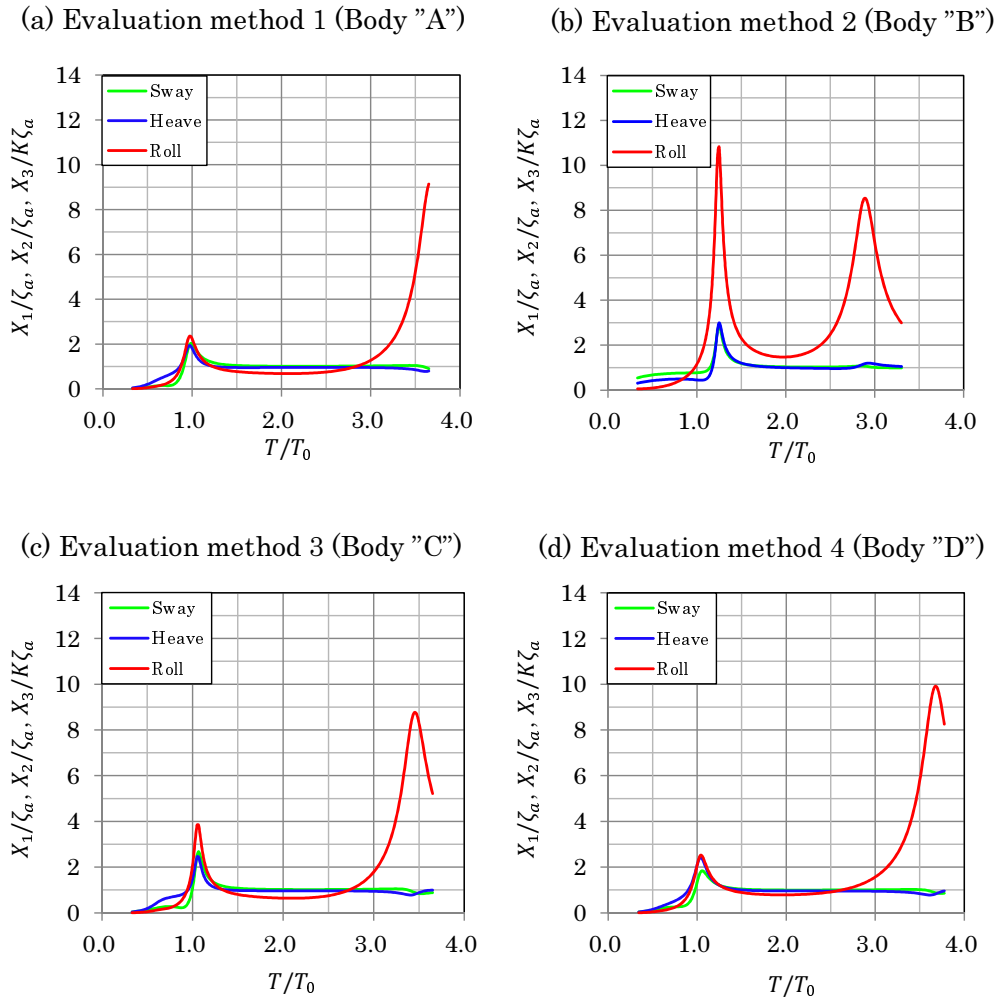 (a) Evaluation method 1 (Body ”A”)
X₁/ζₐ, X₂/ζₐ, X₃/Kζₐ
14
12
10
8
6
4
2
0
Sway
Heave
Roll
0.0 1.0 2.0 3.0 4.0
T/T₀
(b) Evaluation method 2 (Body ”B”)
X₁/ζₐ, X₂/ζₐ, X₃/Kζₐ
14
12
10
8
6
4
2
0
Sway
Heave
Roll
0.0 1.0 2.0 3.0 4.0
T/T₀
(c) Evaluation method 3 (Body ”C”)
X₁/ζₐ, X₂/ζₐ, X₃/Kζₐ
14
12
10
8
6
4
2
0
Sway
Heave
Roll
0.0 1.0 2.0 3.0 4.0
T/T₀
(d) Evaluation method 4 (Body ”D”)
X₁/ζₐ, X₂/ζₐ, X₃/Kζₐ
14
12
10
8
6
4
2
0
Sway
Heave
Roll
0.0 1.0 2.0 3.0 4.0
T/T₀